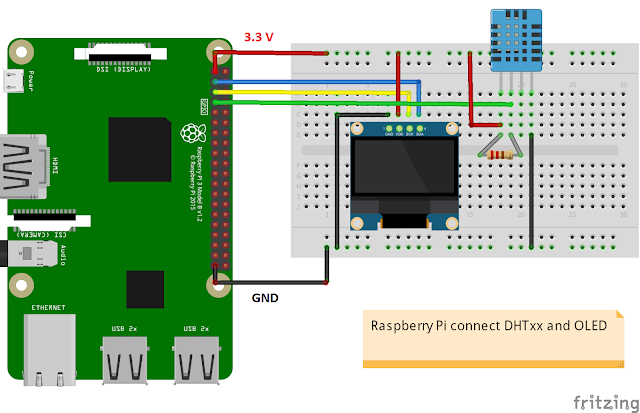 3.3 V
DSI (DISPLAY)
Power
GPIO
HDMI
Raspberry Pi 3 Model B v1.2
© Raspberry Pi 2015
CSI (CAMERA)
Audio
ETHERNET
USB 2x
USB 2x
GND VDD SCK SDA
GND
Raspberry Pi connect DHTxx and OLED
fritzing